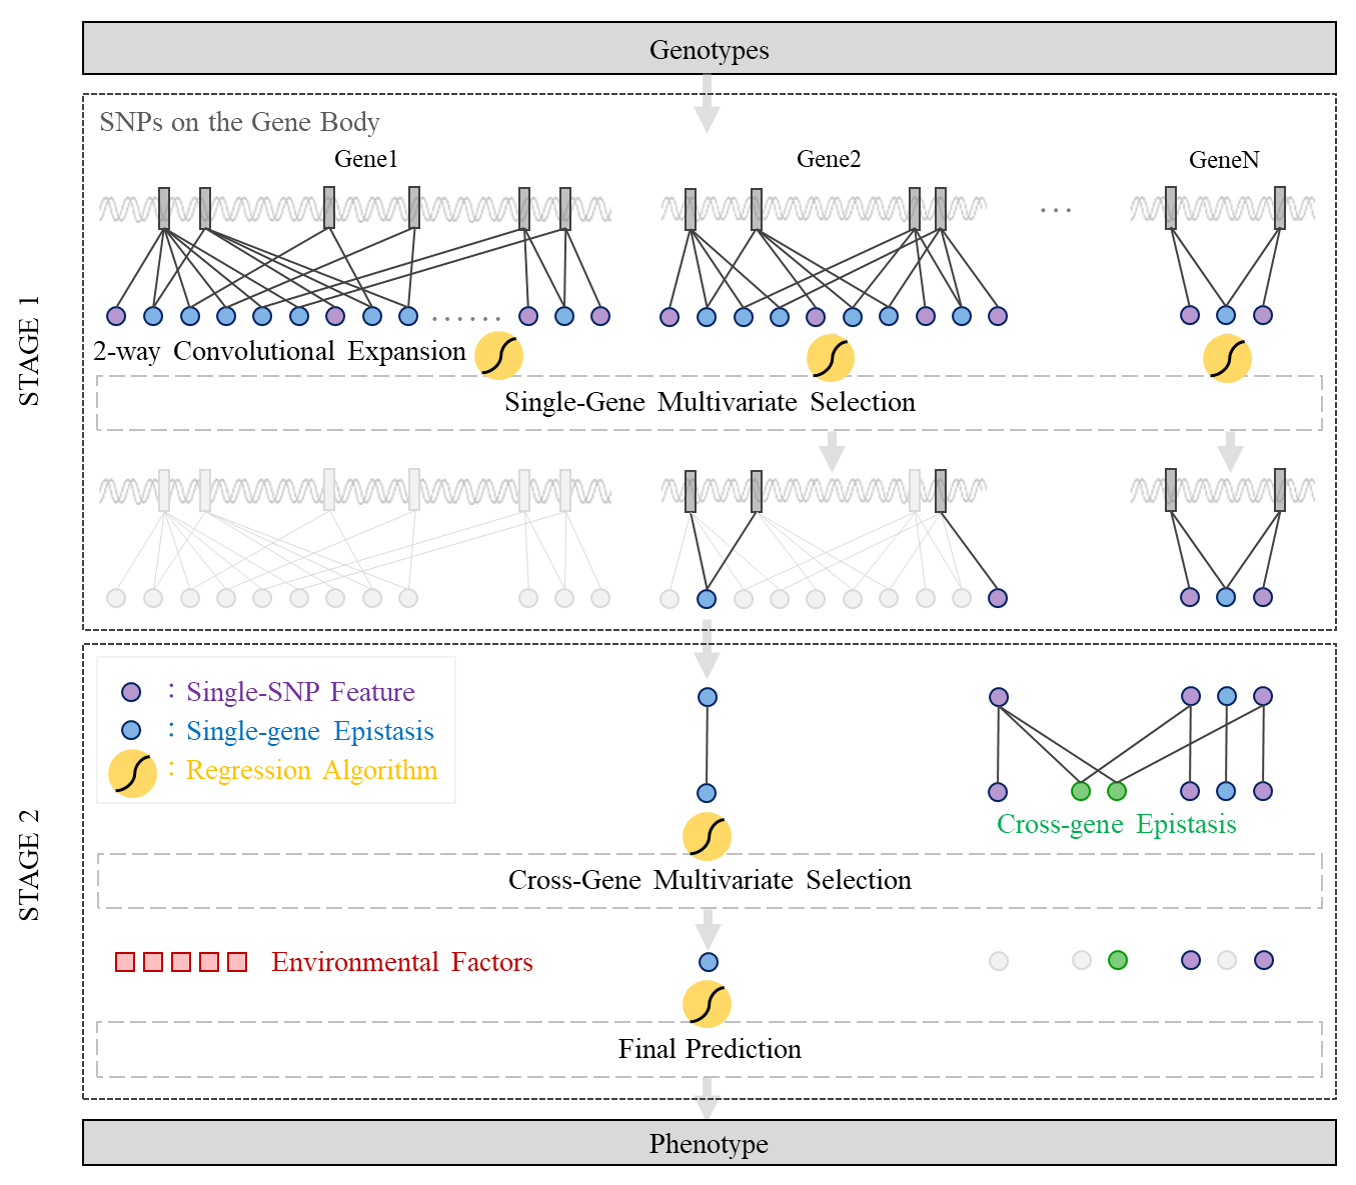 Genotypes
STAGE 1
SNPs on the Gene Body
Gene1
Gene2
GeneN
...
.......
2-way Convolutional Expansion
Single-Gene Multivariate Selection
STAGE 2
: Single-SNP Feature
: Single-gene Epistasis
: Regression Algorithm
Cross-gene Epistasis
Cross-Gene Multivariate Selection
Environmental Factors
Final Prediction
Phenotype